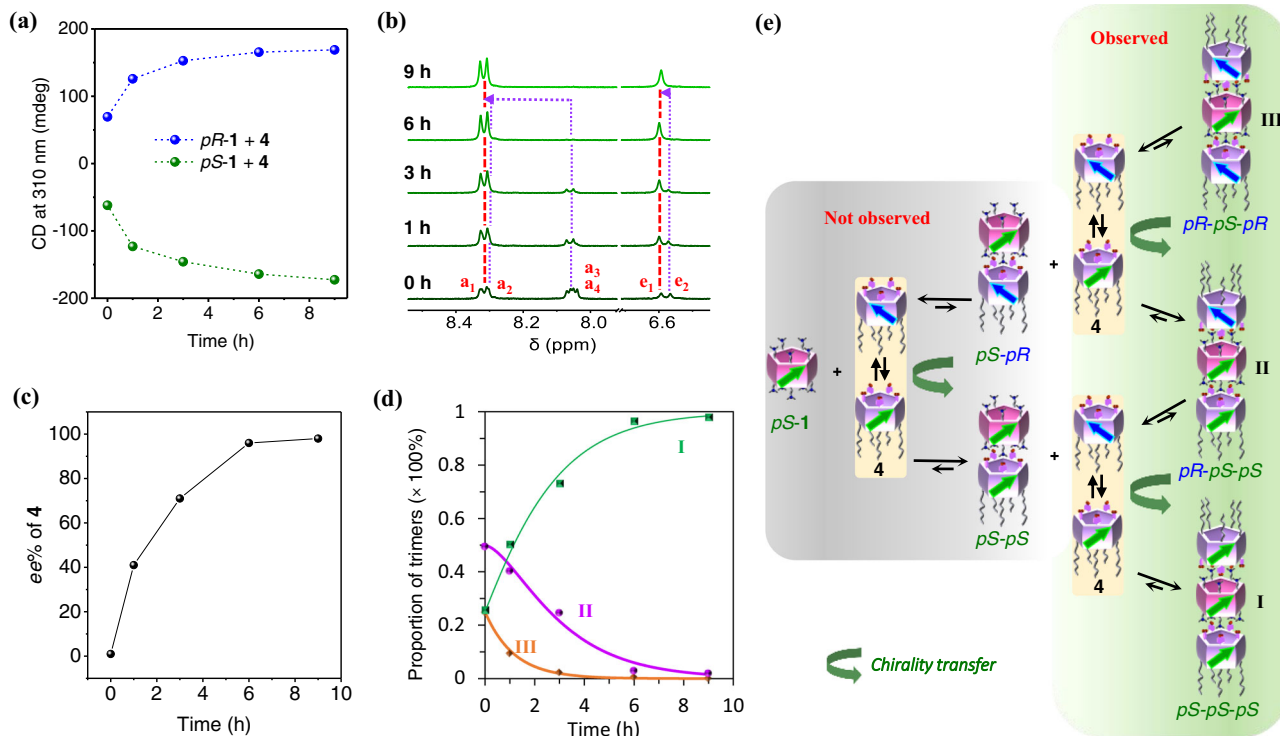 (a)
200
100
0
-100
-200
CD at 310 nm (mdeg)
pR-1 + 4
pS-1 + 4
0 2 4 6 8
Time (h)
(b)
9 h
6 h
3 h
1 h
0 h
a1 a2 a3 a4 e1 e2
8.4 8.2 8.0 6.6
δ (ppm)
(c)
100
80
60
40
20
0
ee% of 4
0 2 4 6 8 10
Time (h)
(d)
1
0.8
0.6
0.4
0.2
0
Proportion of trimers (× 100%)
I
II
III
0 2 4 6 8 10
Time (h)
(e)
Observed
Not observed
III
pR-pS-pR
4
II
pR-pS-pS
4
I
pS-pS-pS
pS-1
+
4
pS-pR
pS-pS
+
+
Chirality transfer